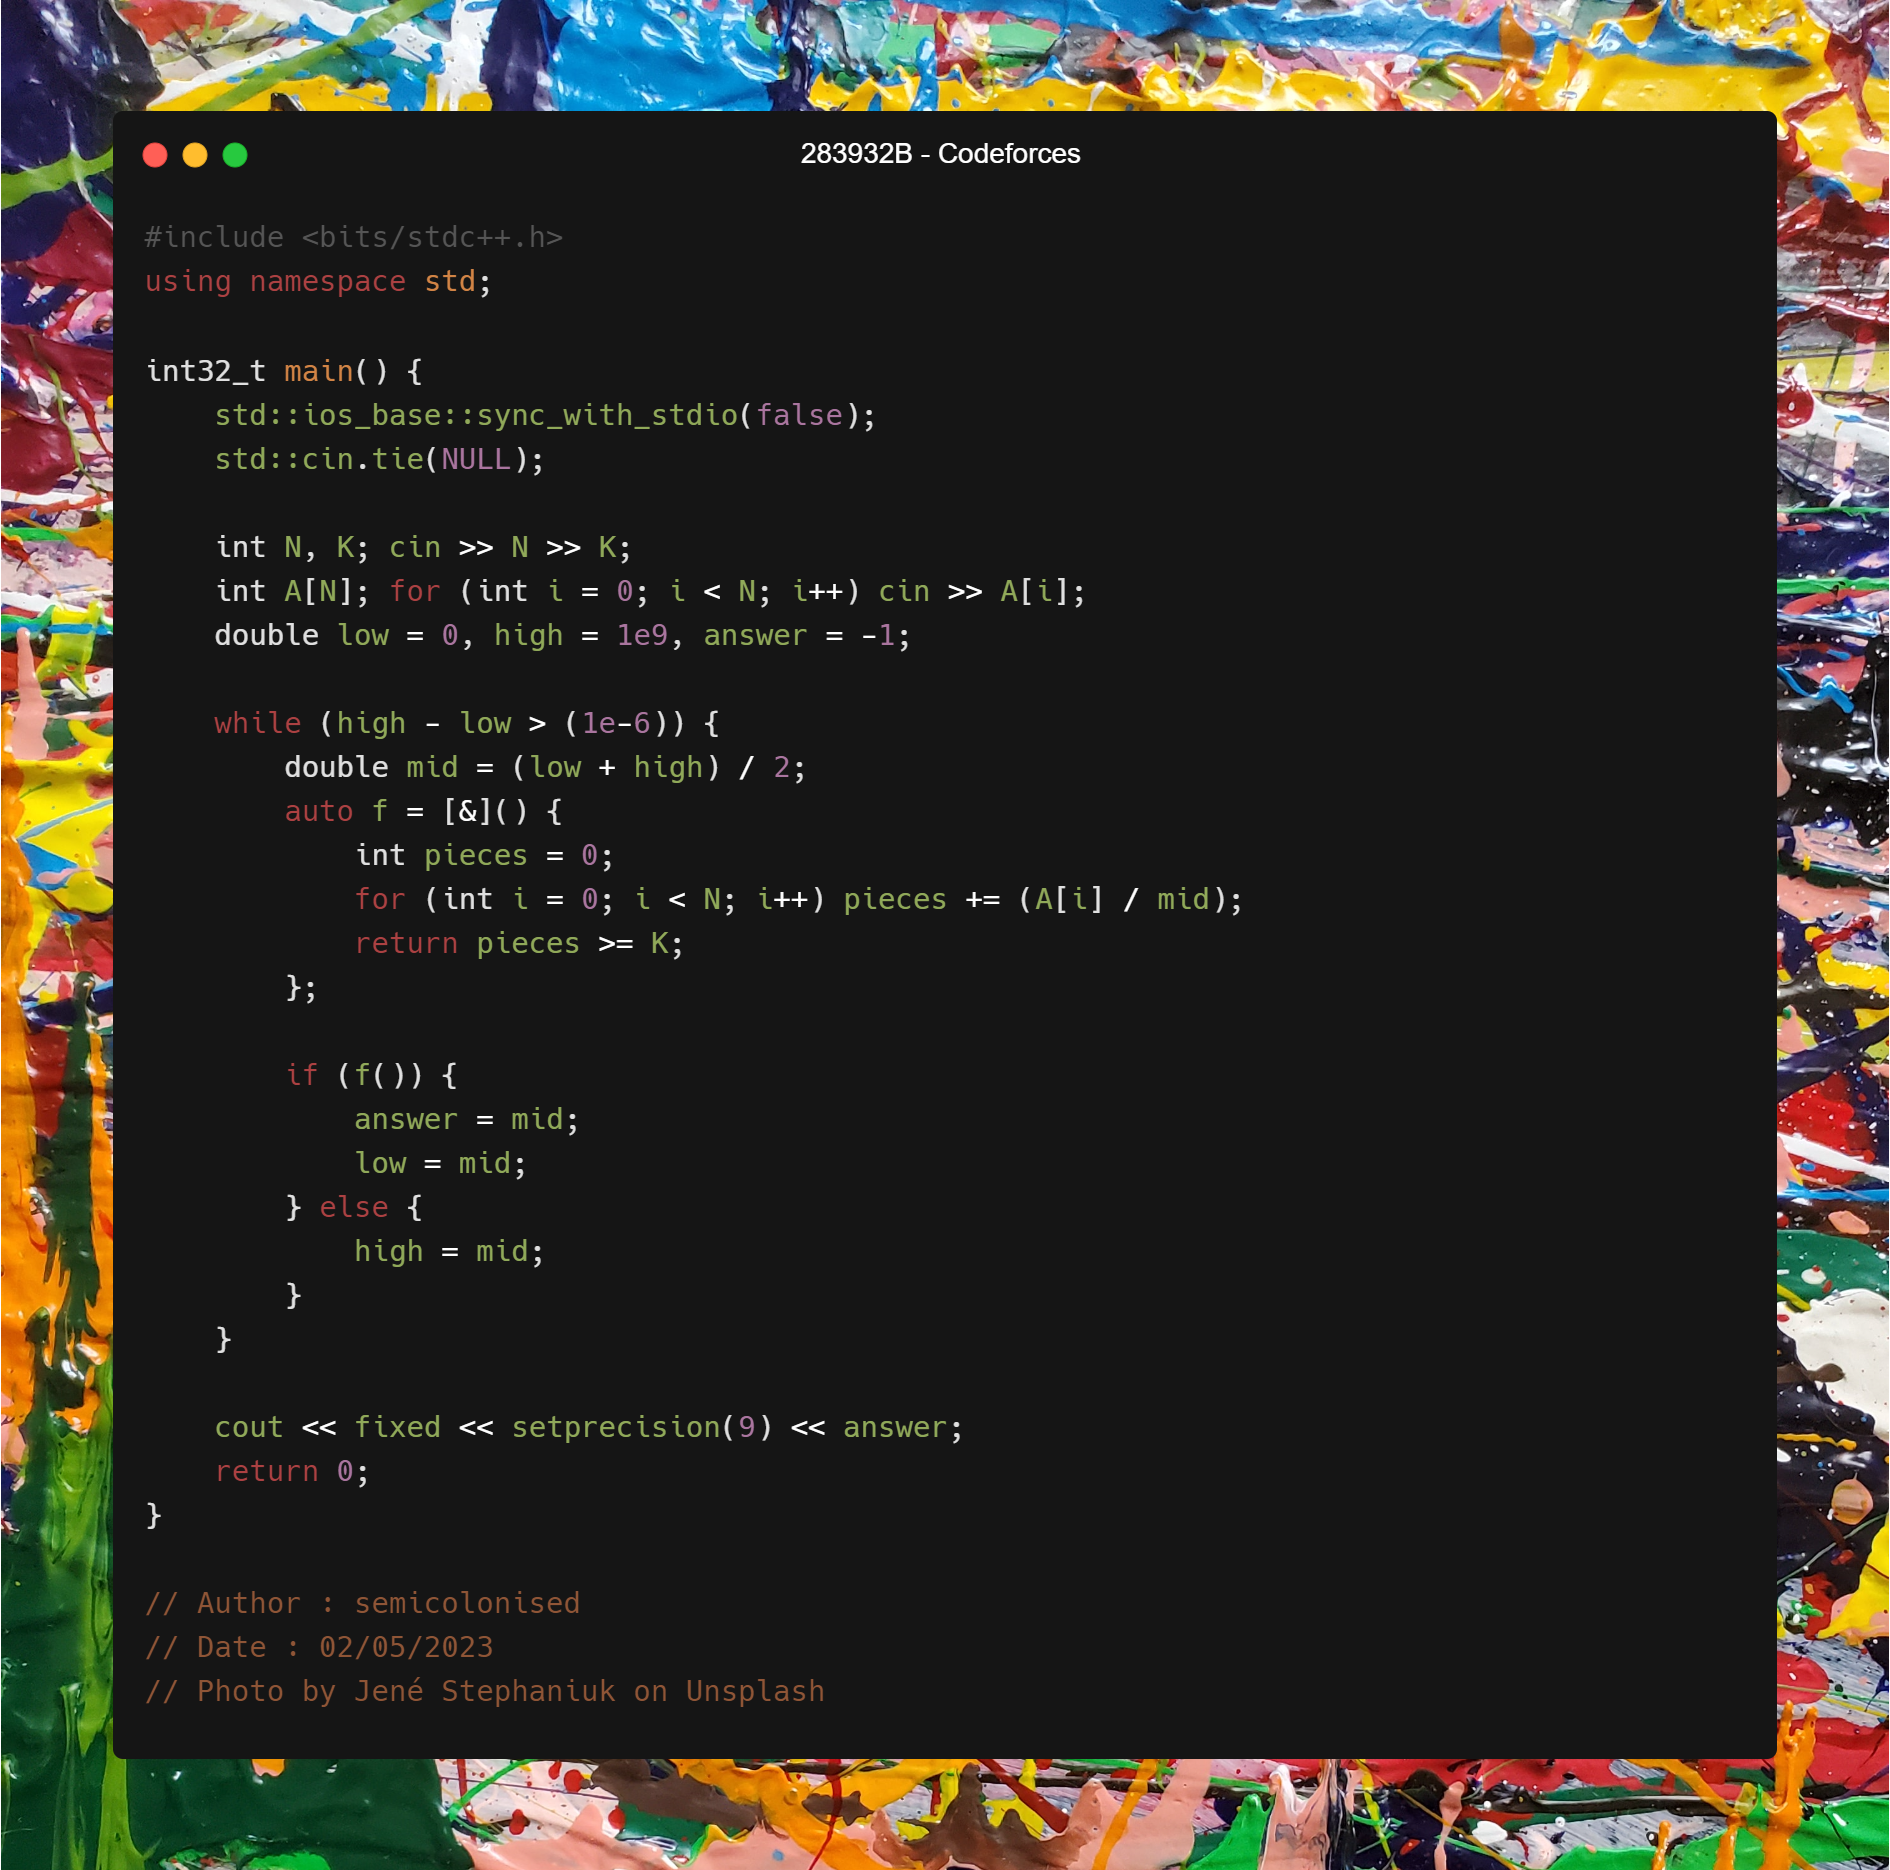 283932B - Codeforces
#include <bits/stdc++.h>
using namespace std;
int32_t main() {
    std::ios_base::sync_with_stdio(false);
    std::cin.tie(NULL);
    int N, K; cin >> N >> K;
    int A[N]; for (int i = 0; i < N; i++) cin >> A[i];
    double low = 0, high = 1e9, answer = -1;
    while (high - low > (1e-6)) {
        double mid = (low + high) / 2;
        auto f = [&]() {
            int pieces = 0;
            for (int i = 0; i < N; i++) pieces += (A[i] / mid);
            return pieces >= K;
        };
        if (f()) {
            answer = mid;
            low = mid;
        } else {
            high = mid;
        }
    }
    cout << fixed << setprecision(9) << answer;
    return 0;
}
// Author : semicolonised
// Date : 02/05/2023
// Photo by Jené Stephaniuk on Unsplash